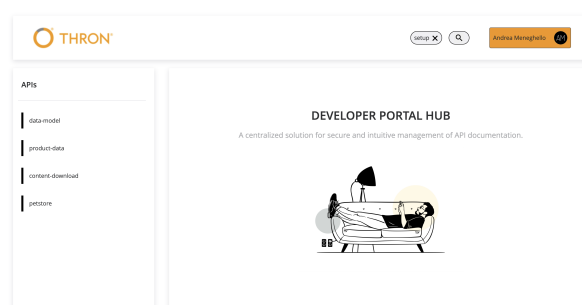 THRON
setup
Andrea Meneghello
AM
APIs
data-model
product-data
content-download
petstore
DEVELOPER PORTAL HUB
A centralized solution for secure and intuitive management of API documentation.